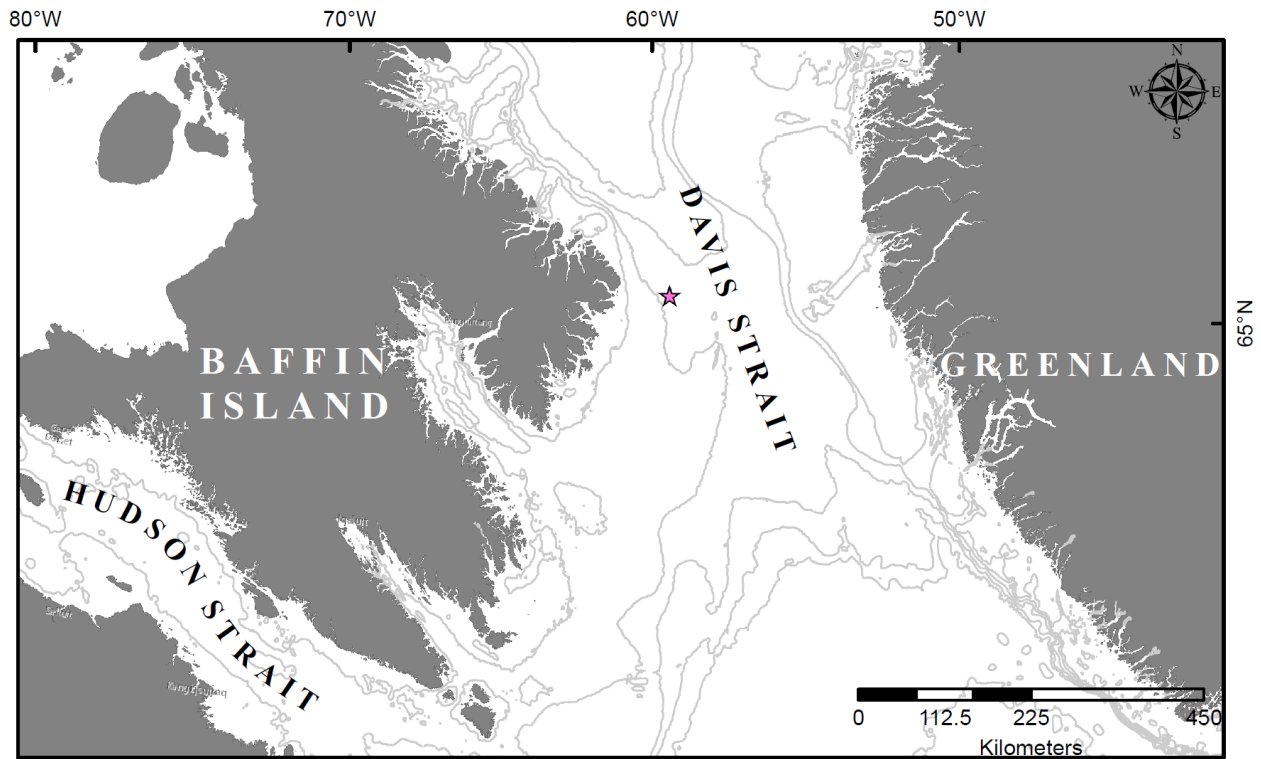 80°W 70°W 60°W 50°W
N
W E
S
DAVIS STRAIT
65°N
BAFFIN
ISLAND
GREENLAND
HUDSON STRAIT
0 112.5 225 450
Kilometers